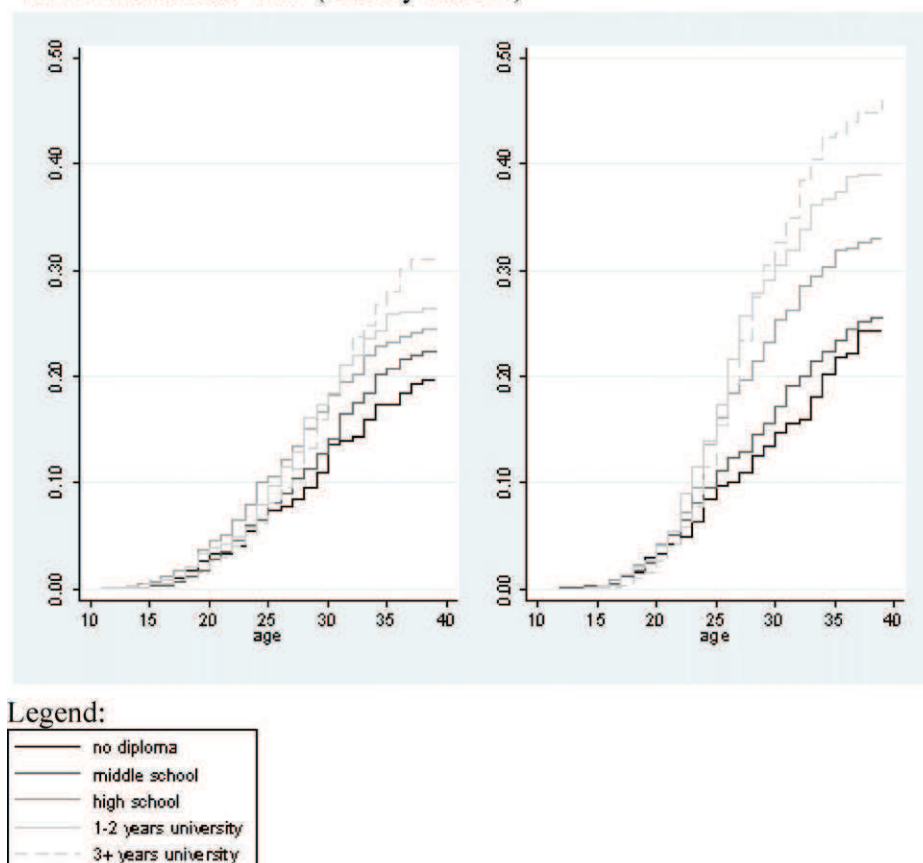 0.50 0.50
0.40 0.40
0.30 0.30
0.20 0.20
0.10 0.10
0.00 0.00
10 15 20 25 30 35 40 10 15 20 25 30 35 40
age age
Legend:
no diploma
middle school
high school
1-2 years university
3+ years university